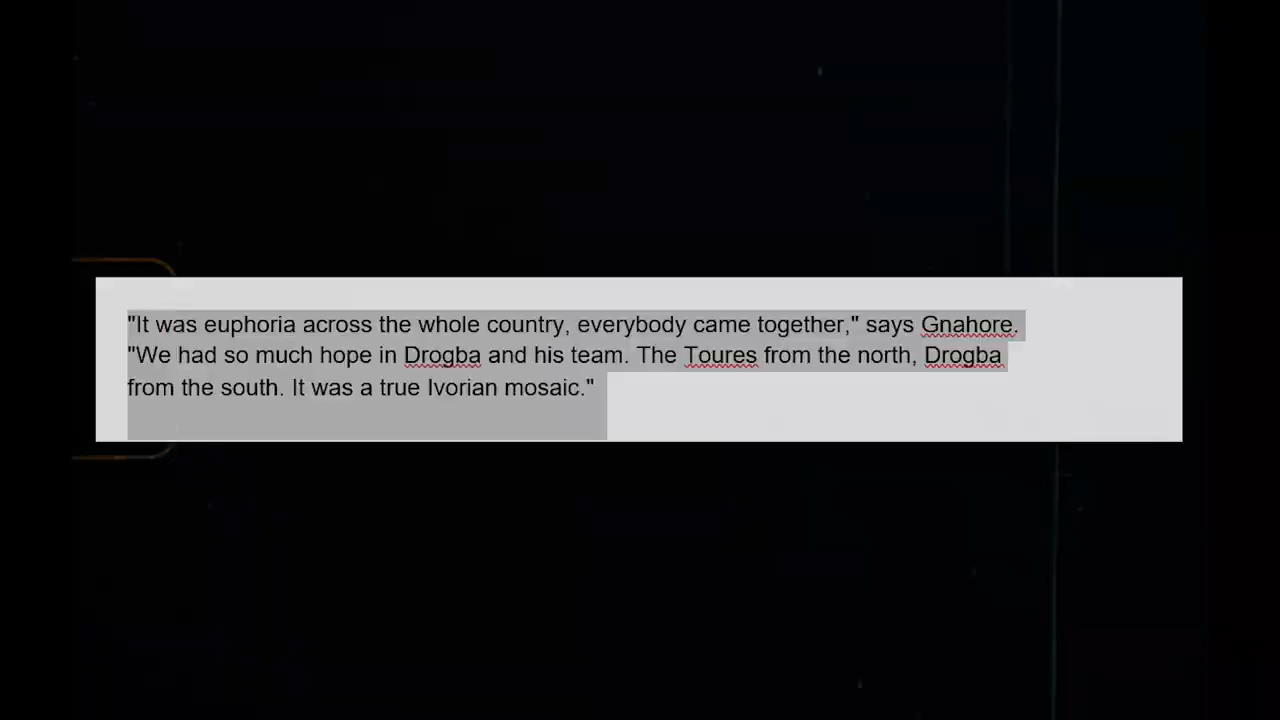 "It was euphoria across the whole country, everybody came together," says Gnahore.
"We had so much hope in Drogba and his team. The Toures from the north, Drogba
from the south. It was a true Ivorian mosaic."